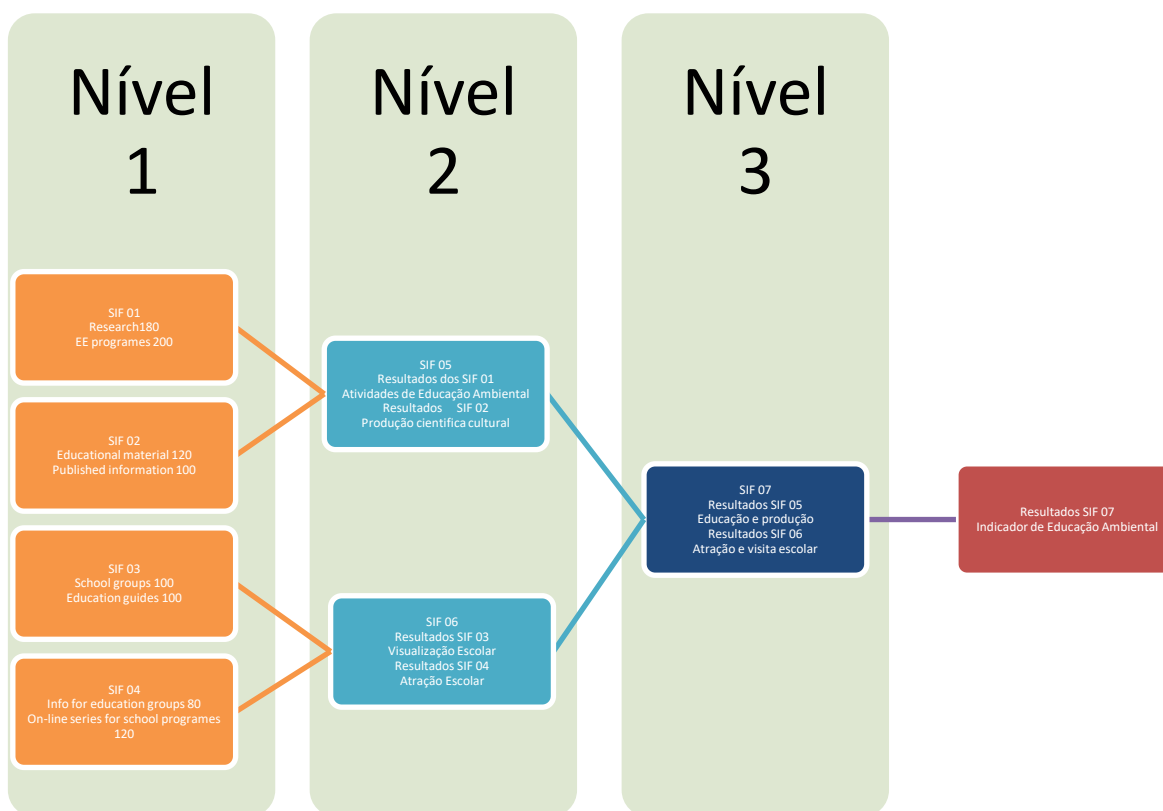 Nível
1
Nível
2
Nível
3
SIF 01
Research180
EE programes 200
SIF 02
Educational material 120
Published information 100
SIF 03
School groups 100
Education guides 100
SIF 04
Info for education groups 80
On-line series for school programes
120
SIF 05
Resultados dos SIF 01
Atividades de Educação Ambiental
Resultados SIF 02
Produção cientifica cultural
SIF 06
Resultados SIF 03
Visualização Escolar
Resultados SIF 04
Atração Escolar
SIF 07
Resultados SIF 05
Educação e produção
Resultados SIF 06
Atração e visita escolar
Resultados SIF 07
Indicador de Educação Ambiental